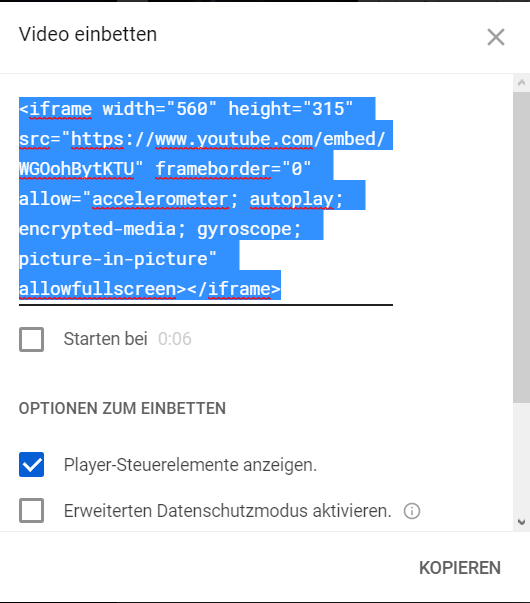 Video einbetten
<iframe width="560" height="315"
src="https://www.youtube.com/embed/
WGOohBytKTU" frameborder="0"
allow="accelerometer; autoplay;
encrypted-media; gyroscope;
picture-in-picture"
allowfullscreen></iframe>
Starten bei 0:06
OPTIONEN ZUM EINBETTEN
Player-Steuerelemente anzeigen.
Erweiterten Datenschutzmodus aktivieren.
KOPIEREN